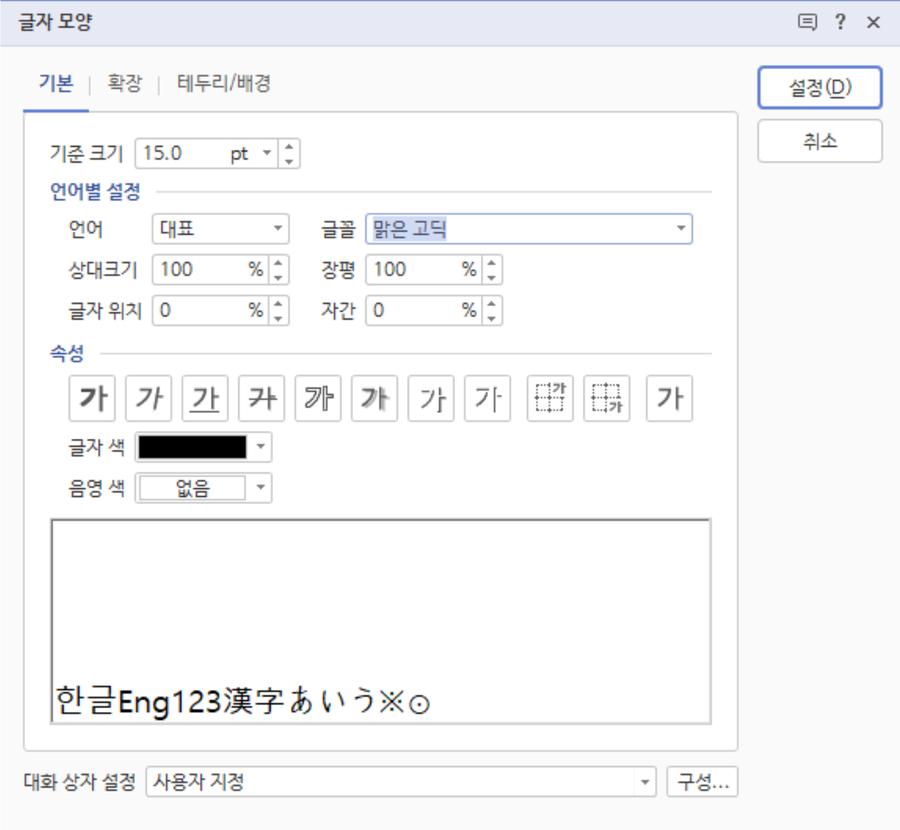 글자 모양 ?
기본 확장 테두리/배경
설정(D)
취소
기준 크기 15.0 pt
언어별 설정
언어 대표 글꼴 맑은 고딕
상대크기 100 % 장평 100 %
글자 위치 0 % 자간 0 %
속성
가 가 가 가 가 가 가 가 가 가 가
글자 색
음영 색 없음
한글Eng123漢字あいう※⊙
대화 상자 설정 사용자 지정 구성...